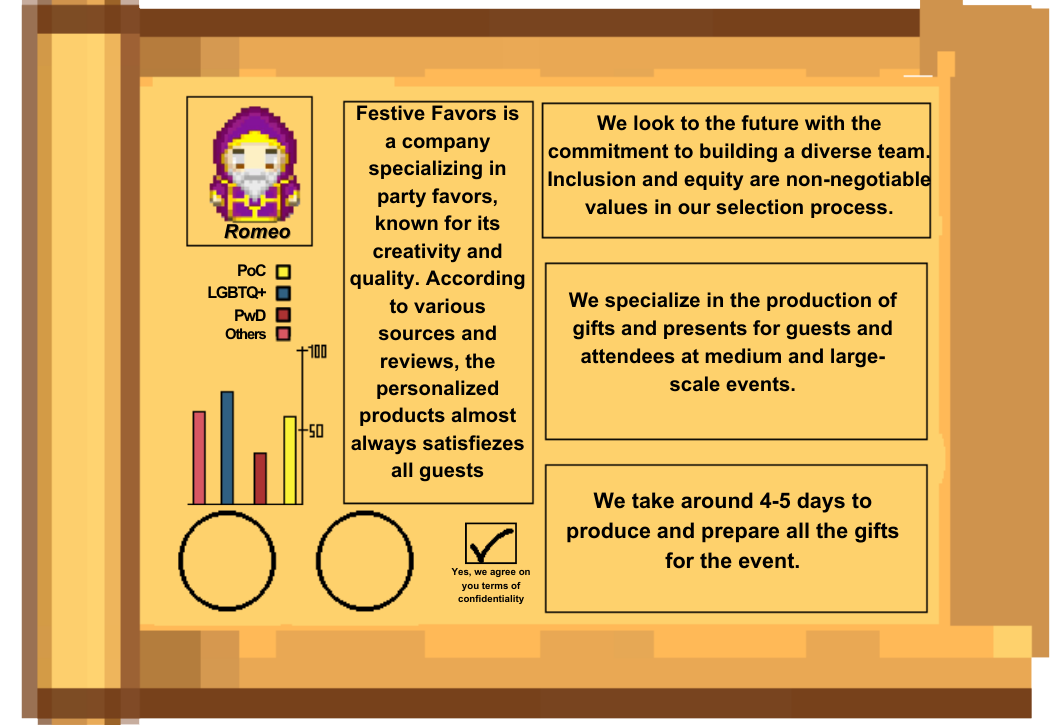 Romeo
PoC
LGBTQ+
PwD
Others
100
50
Festive Favors is
a company
specializing in
party favors,
known for its
creativity and
quality. According
to various
sources and
reviews, the
personalized
products almost
always satisfiezes
all guests
Yes, we agree on
you terms of
confidentiality
We look to the future with the
commitment to building a diverse team.
Inclusion and equity are non-negotiable
values in our selection process.
We specialize in the production of
gifts and presents for guests and
attendees at medium and large-
scale events.
We take around 4-5 days to
produce and prepare all the gifts
for the event.